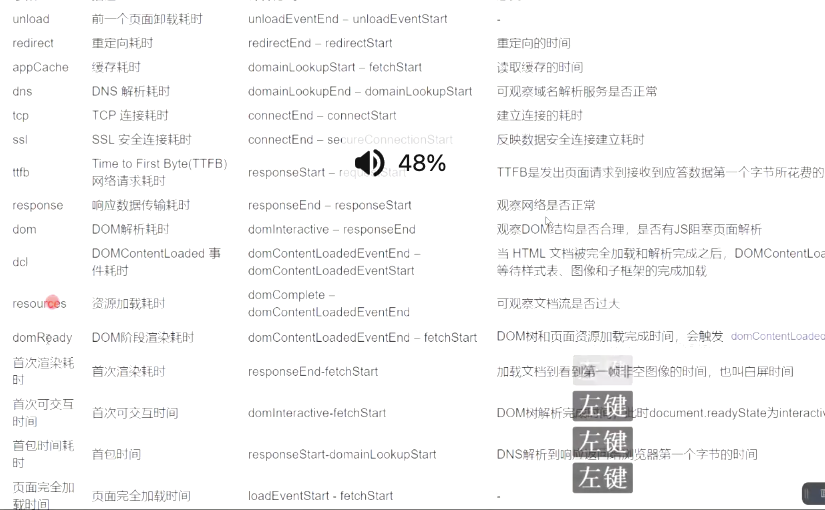 unload 前一个页面卸载耗时 unloadEventEnd – unloadEventStart -
redirect 重定向耗时 redirectEnd – redirectStart 重定向的时间
appCache 缓存耗时 domainLookupStart – fetchStart 读取缓存的时间
dns DNS 解析耗时 domainLookupEnd – domainLookupStart 可观察域名解析服务是否正常
tcp TCP 连接耗时 connectEnd – connectStart 建立连接的耗时
ssl SSL 安全连接耗时 connectEnd – secureConnectionStart 反映数据安全连接建立耗时
48%
ttfb Time to First Byte(TTFB) 网络请求耗时 responseStart – requestStart TTFB是发出页面请求到接收到应答数据第一个字节所花费的
response 响应数据传输耗时 responseEnd – responseStart 观察网络是否正常
dom DOM解析耗时 domInteractive – responseEnd 观察DOM结构是否合理，是否有JS阻塞页面解析
dcl DOMContentLoaded 事件耗时 domContentLoadedEventEnd – domContentLoadedEventStart 当 HTML 文档被完全加载和解析完成之后，DOMContentLoa
等待样式表、图像和子框架的完成加载
resources 资源加载耗时 domComplete – domContentLoadedEventEnd 可观察文档流是否过大
domReady DOM阶段渲染耗时 domContentLoadedEventEnd – fetchStart DOM树和页面资源加载完成时间，会触发 domContentLoaded
首次渲染耗时 首次渲染耗时 responseEnd-fetchStart 加载文档到看到第一帧非空图像的时间，也叫白屏时间
左键
首次可交互时间 首次可交互时间 domInteractive-fetchStart DOM树解析完 此时document.readyState为interactiv
左键
首包时间耗时 首包时间 responseStart-domainLookupStart DNS解析到响应返回给浏览器第一个字节的时间
左键
页面完全加载时间 页面完全加载时间 loadEventStart - fetchStart -
左键